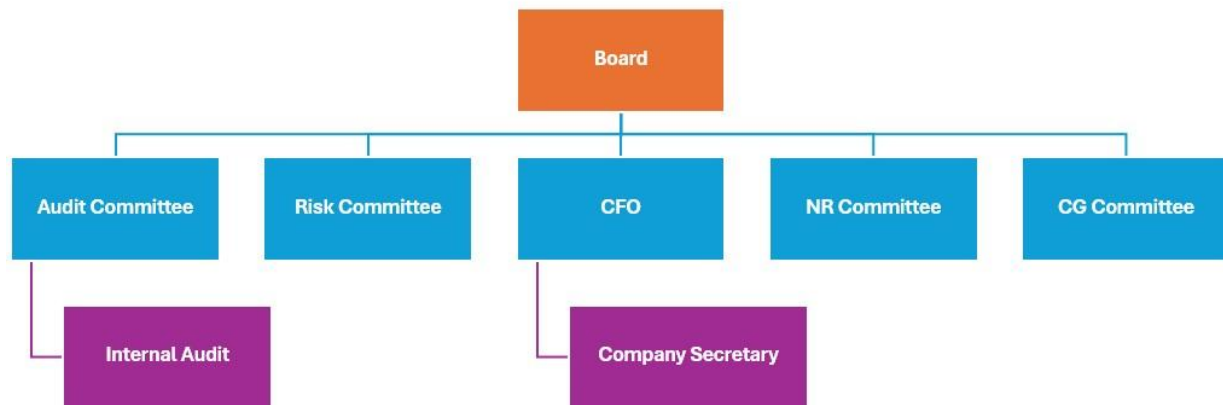 Board
Audit Committee
Risk Committee
CFO
NR Committee
CG Committee
Internal Audit
Company Secretary